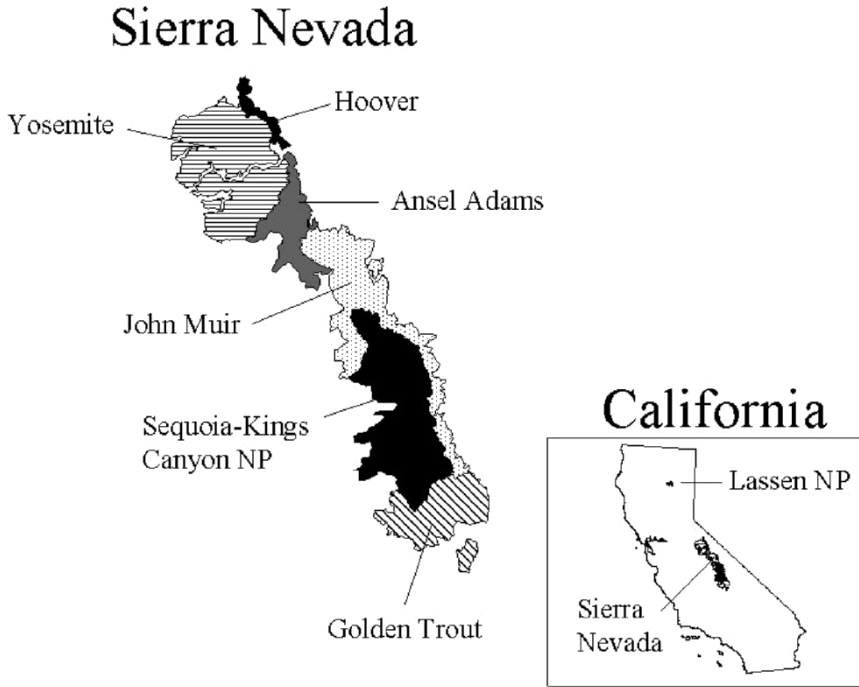 Sierra Nevada
Hoover
Yosemite
Ansel Adams
John Muir
Sequoia-Kings
Canyon NP
Golden Trout
California
Lassen NP
Sierra
Nevada